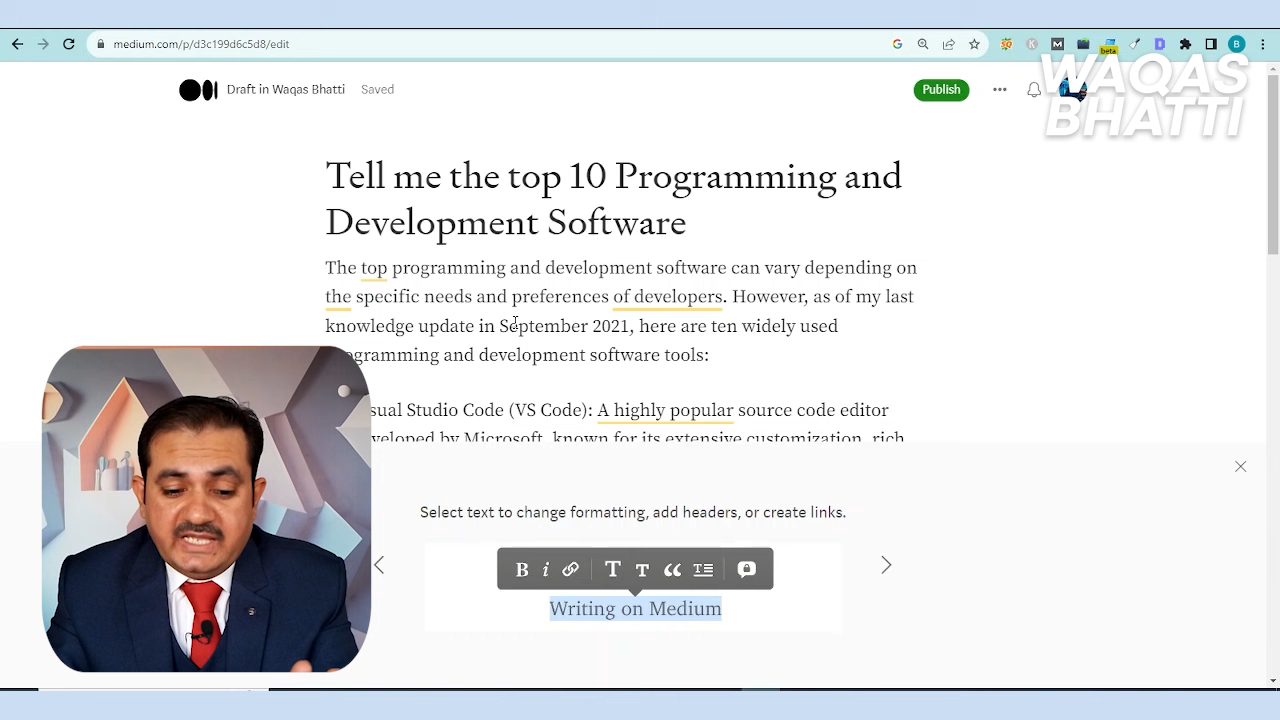 medium.com/p/d3c199d6c5d8/edit
beta
WAQAS
BHATTI
Draft in Waqas Bhatti Saved
Publish
Tell me the top 10 Programming and
Development Software
The top programming and development software can vary depending on
the specific needs and preferences of developers. However, as of my last
knowledge update in September 2021, here are ten widely used
programming and development software tools:
sual Studio Code (VS Code): A highly popular source code editor
veloped by Microsoft, known for its extensive customization, rich
Select text to change formatting, add headers, or create links.
B i T T
Writing on Medium